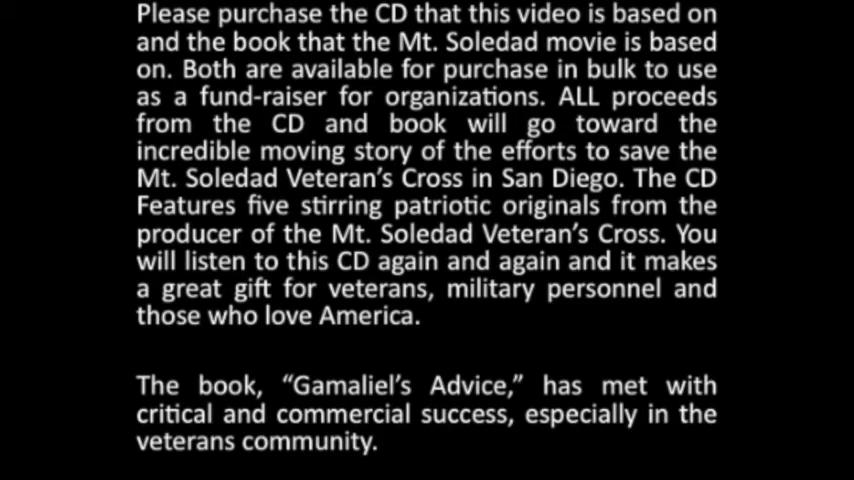 Please purchase the CD that this video is based on
and the book that the Mt. Soledad movie is based
on. Both are available for purchase in bulk to use
as a fund-raiser for organizations. ALL proceeds
from the CD and book will go toward the
incredible moving story of the efforts to save the
Mt. Soledad Veteran’s Cross in San Diego. The CD
Features five stirring patriotic originals from the
producer of the Mt. Soledad Veteran’s Cross. You
will listen to this CD again and again and it makes
a great gift for veterans, military personnel and
those who love America.
The book, “Gamaliel’s Advice,” has met with
critical and commercial success, especially in the
veterans community.